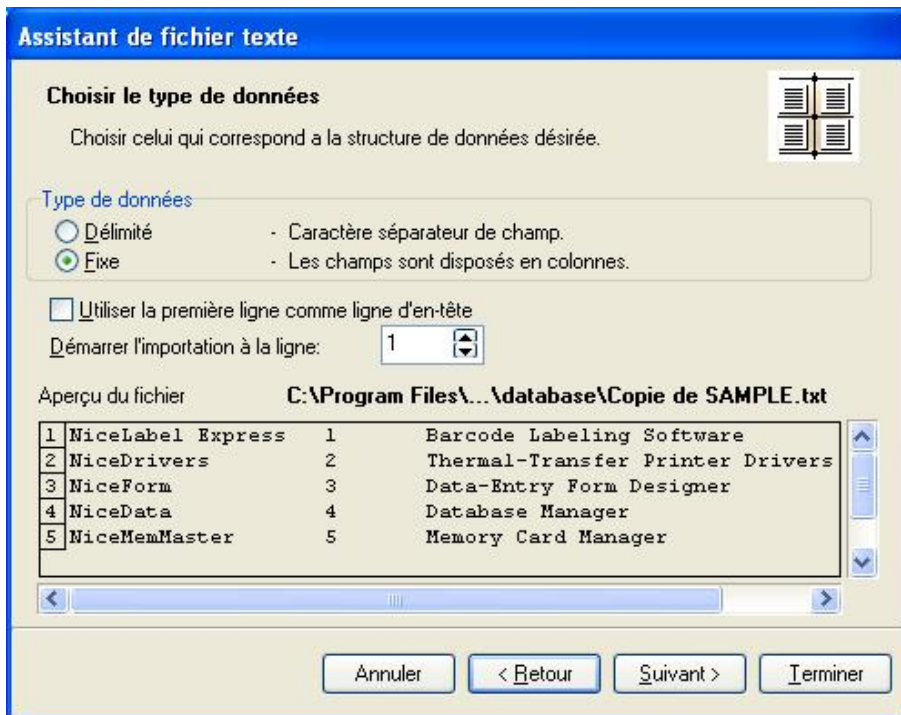 Assistant de fichier texte
Choisir le type de données
Choisir celui qui correspond a la structure de données désirée.
Type de données
Délimité - Caractère séparateur de champ.
Fixe - Les champs sont disposés en colonnes.
Utiliser la première ligne comme ligne d'en-tête
Démarrer l'importation à la ligne: 1
Aperçu du fichier C:\Program Files\...\database\Copie de SAMPLE.txt
1 NiceLabel Express 1 Barcode Labeling Software
2 NiceDrivers 2 Thermal-Transfer Printer Drivers
3 NiceForm 3 Data-Entry Form Designer
4 NiceData 4 Database Manager
5 NiceMemMaster 5 Memory Card Manager
Annuler < Retour Suivant > Terminer